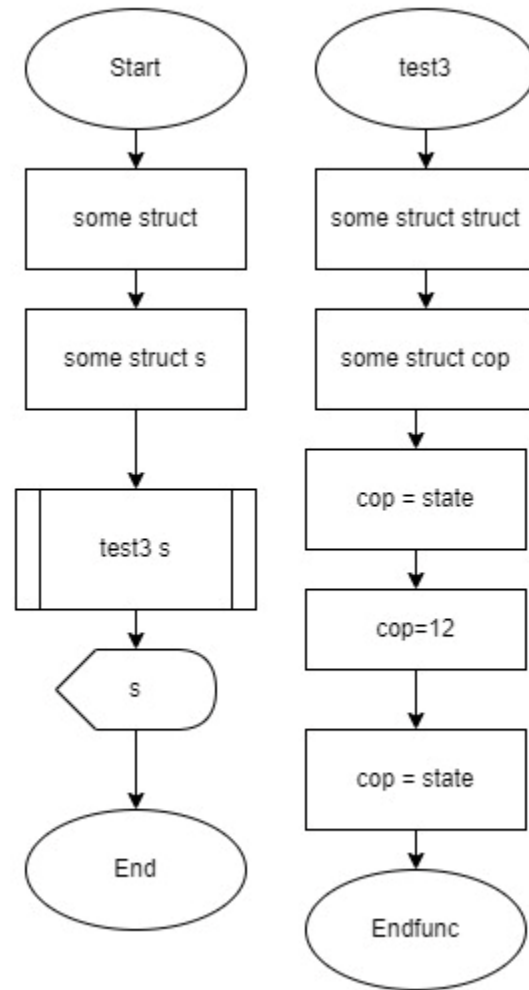 Start
some struct
some struct s
test3 s
s
End
test3
some struct struct
some struct cop
cop = state
cop=12
cop = state
Endfunc